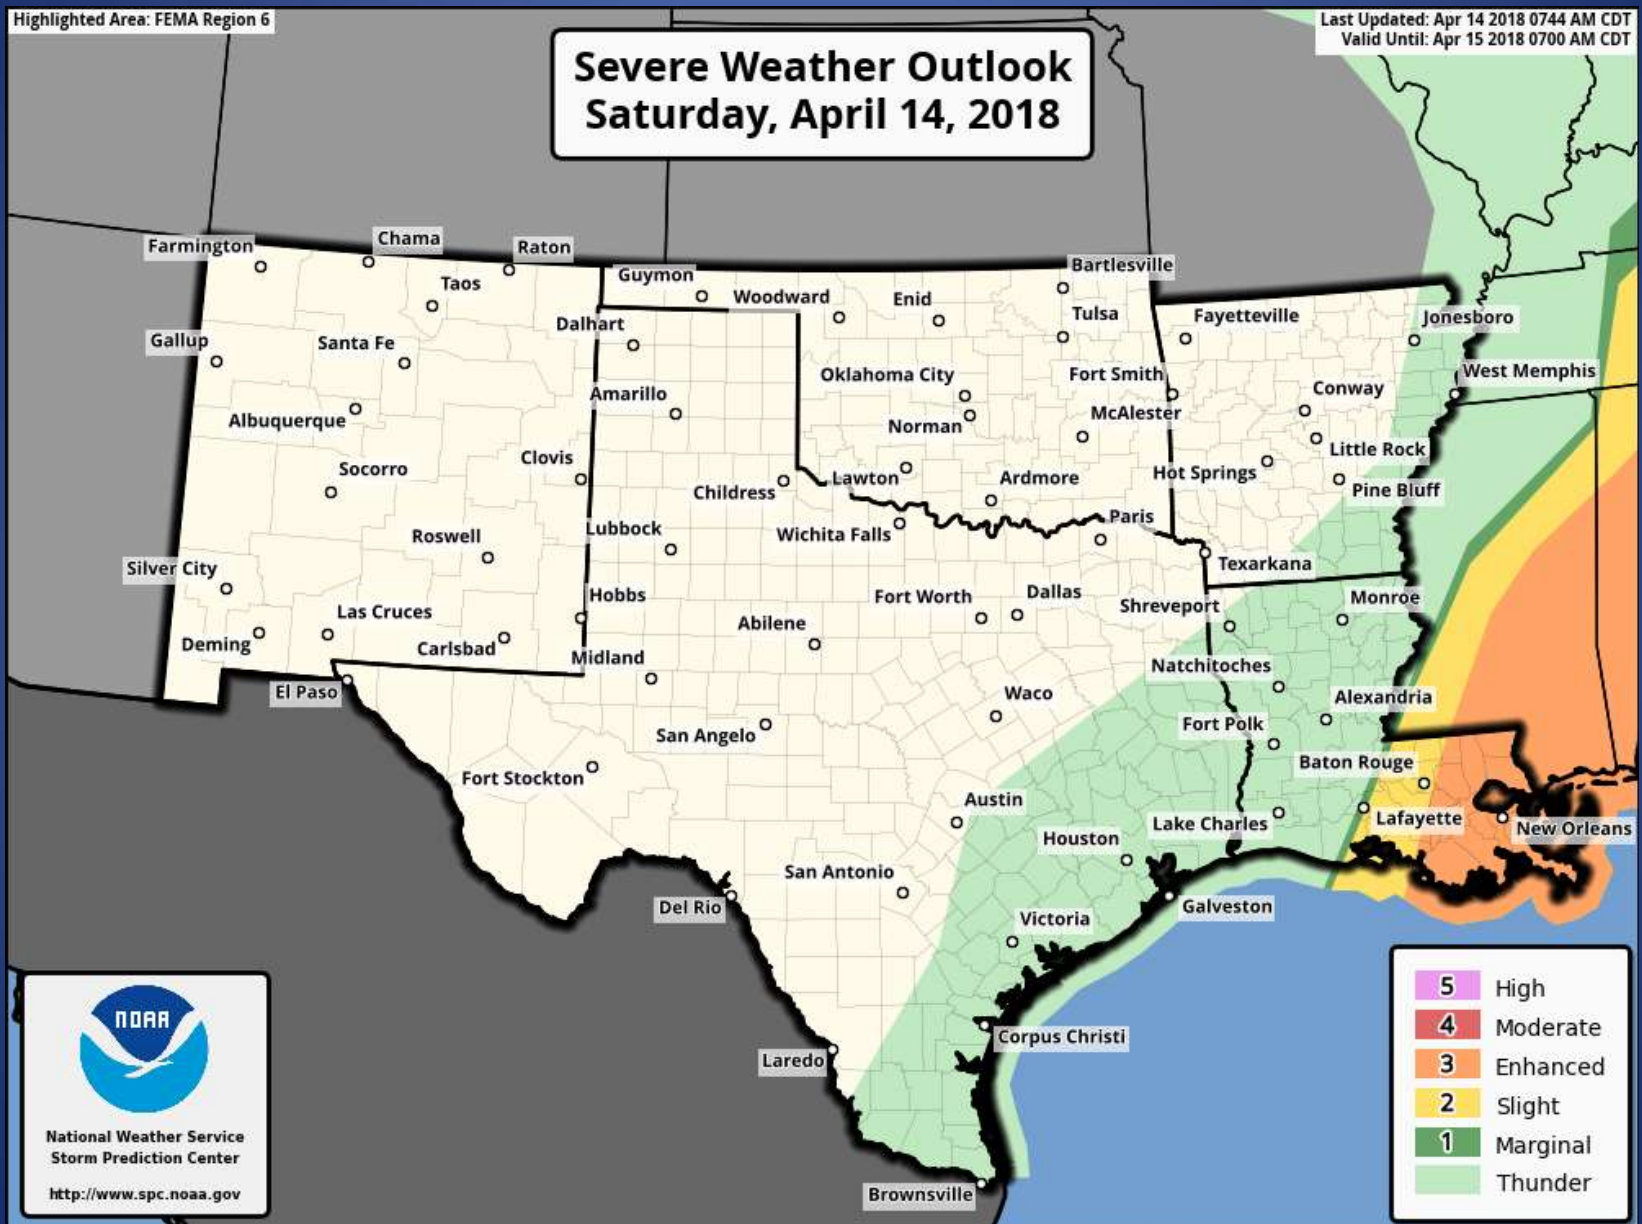 Highlighted Area: FEMA Region 6
Last Updated: Apr 14 2018 0744 AM CDT
Valid Until: Apr 15 2018 0700 AM CDT
Severe Weather Outlook
Saturday, April 14, 2018
Farmington
Chama
Raton
Taos
Guymon
Woodward
Enid
Bartlesville
Tulsa
Fayetteville
Jonesboro
Gallup
Santa Fe
Dalhart
Oklahoma City
Fort Smith
West Memphis
Amarillo
McAlester
Conway
Albuquerque
Norman
Little Rock
Socorro
Clovis
Childress
Lawton
Ardmore
Hot Springs
Pine Bluff
Roswell
Lubbock
Wichita Falls
Paris
Silver City
Texarkana
Las Cruces
Hobbs
Fort Worth
Dallas
Shreveport
Monroe
Deming
Carlsbad
Abilene
Midland
Natchitoches
El Paso
Waco
Alexandria
San Angelo
Fort Polk
Fort Stockton
Baton Rouge
Austin
Lake Charles
Lafayette
New Orleans
Houston
San Antonio
Del Rio
Galveston
Victoria
Corpus Christi
Laredo
Brownsville
NOAA
National Weather Service
Storm Prediction Center
http://www.spc.noaa.gov
5 High
4 Moderate
3 Enhanced
2 Slight
1 Marginal
Thunder